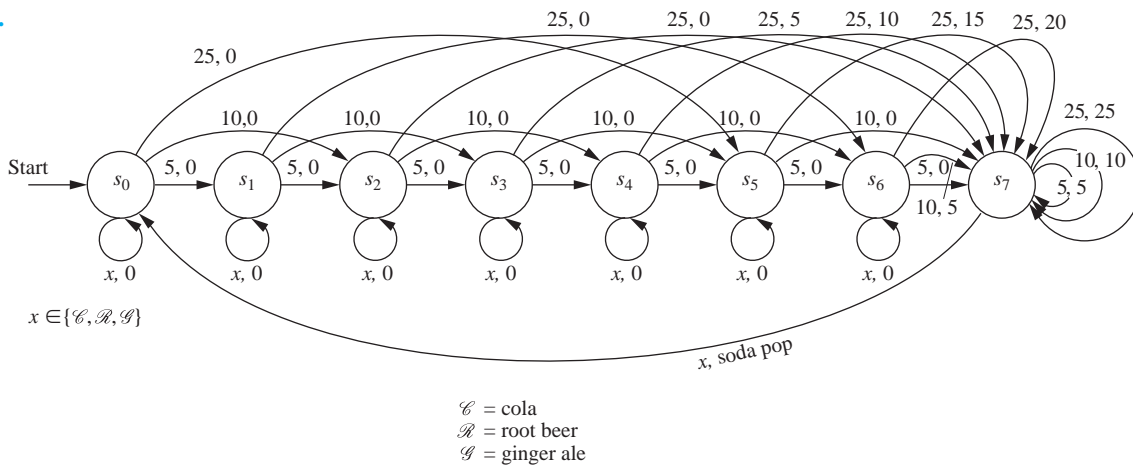 25, 0 25, 0 25, 5 25, 10 25, 15 25, 20
25, 0
10,0 10,0 10, 0 10, 0 10, 0 10, 0 25, 25
Start s0 5, 0 s1 5, 0 s2 5, 0 s3 5, 0 s4 5, 0 s5 5, 0 s6 5, 0 s7 10, 10
5, 5
10, 5
x, 0 x, 0 x, 0 x, 0 x, 0 x, 0 x, 0
x ∈{𝒞, ℛ, 𝒢}
x, soda pop
𝒞 = cola
ℛ = root beer
𝒢 = ginger ale